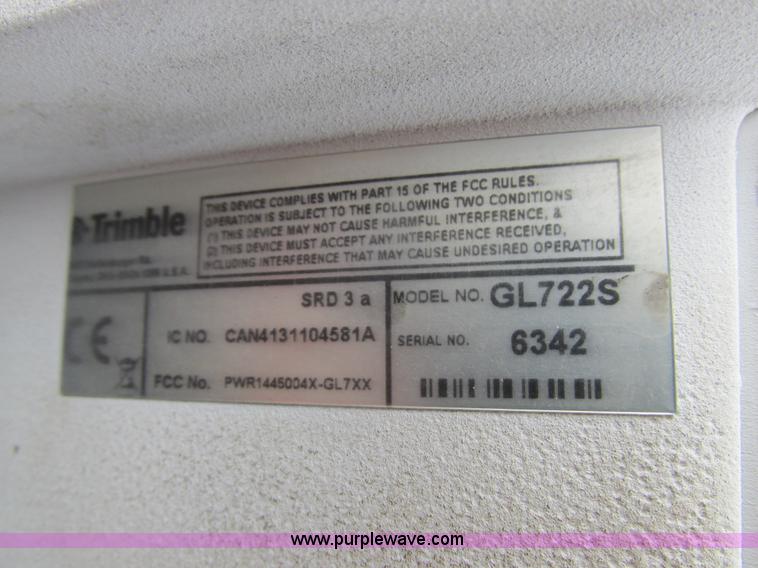 Trimble
THIS DEVICE COMPLIES WITH PART 15 OF THE FCC RULES.
OPERATION IS SUBJECT TO THE FOLLOWING TWO CONDITIONS
(1) THIS DEVICE MAY NOT CAUSE HARMFUL INTERFERENCE, &
(2) THIS DEVICE MUST ACCEPT ANY INTERFERENCE RECEIVED,
INCLUDING INTERFERENCE THAT MAY CAUSE UNDESIRED OPERATION
U.S.A.
CE
SRD 3 a
IC NO. CAN4131104581A
FCC No. PWR1445004X-GL7XX
MODEL NO. GL722S
SERIAL NO. 6342
www.purplewave.com